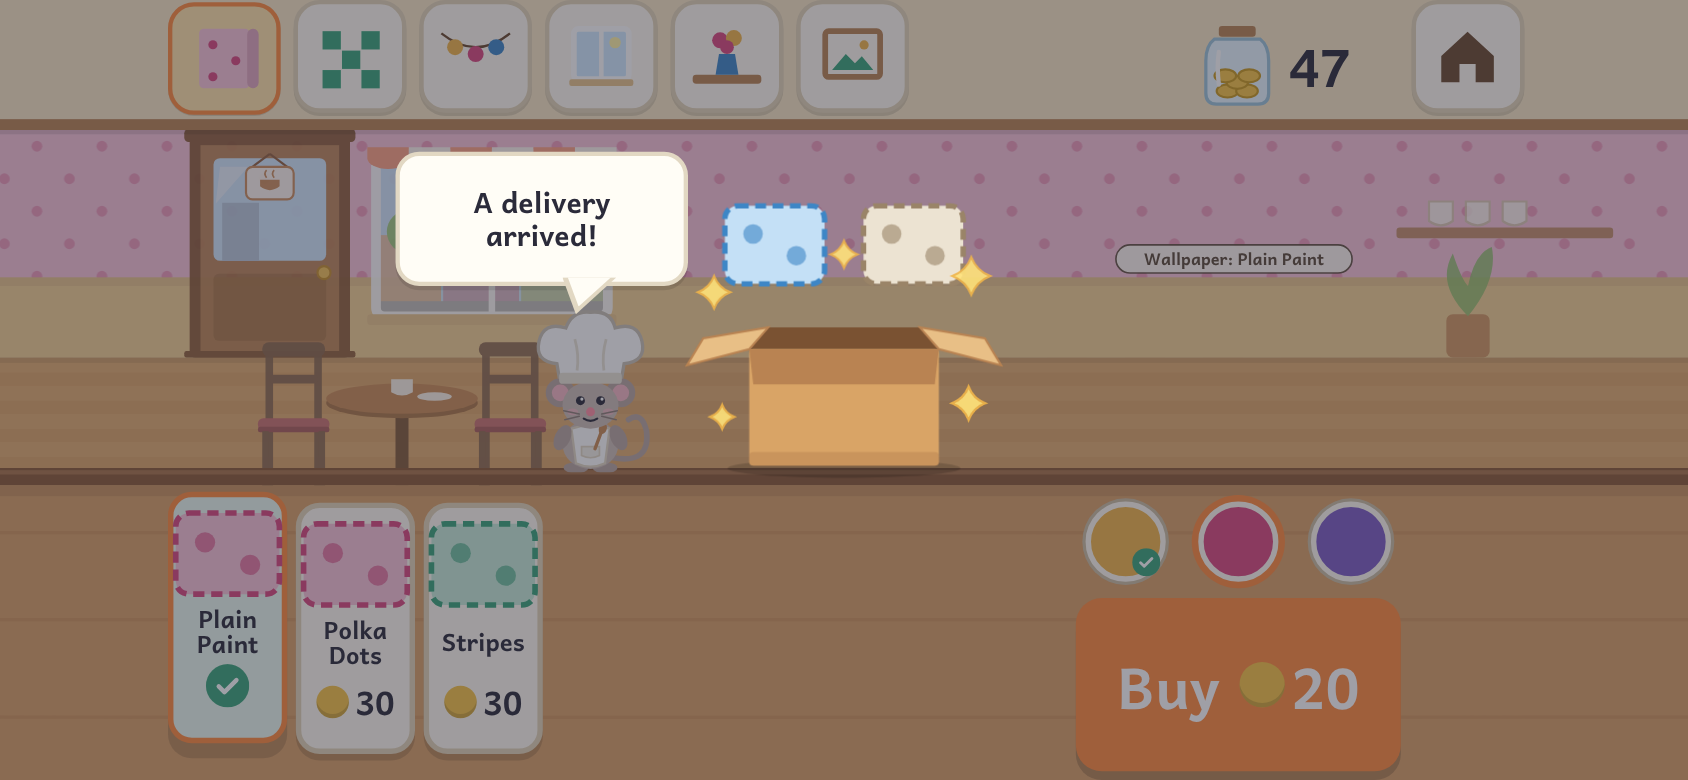 47
A delivery
arrived!
Wallpaper: Plain Paint
Plain
Paint
Polka
Dots
30
Stripes
30
Buy 20